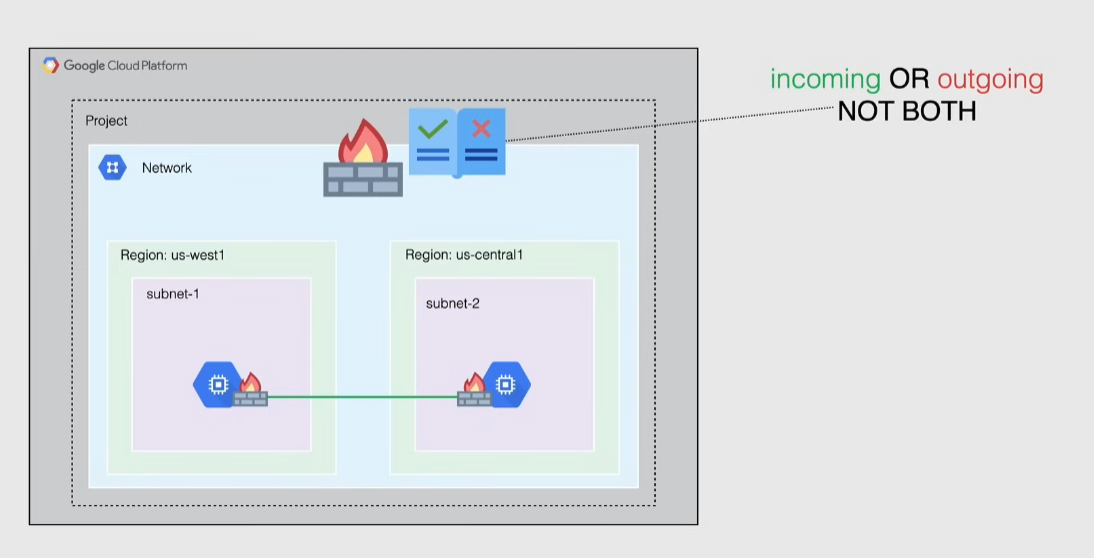 Google Cloud Platform
incoming OR outgoing
NOT BOTH
Project
Network
Region: us-west1
Region: us-central1
subnet-1
subnet-2